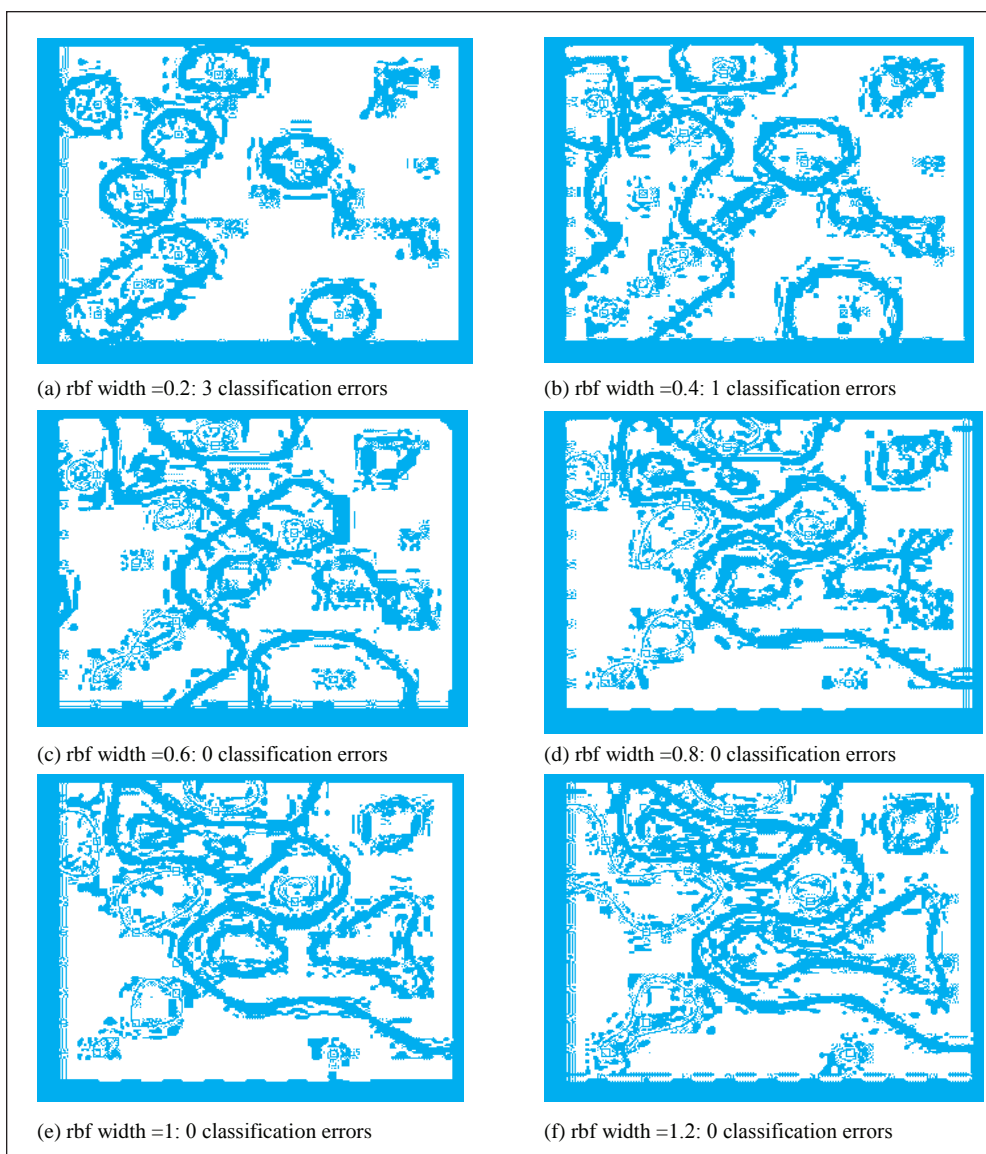 (a) rbf width =0.2: 3 classification errors
(b) rbf width =0.4: 1 classification errors
(c) rbf width =0.6: 0 classification errors
(d) rbf width =0.8: 0 classification errors
(e) rbf width =1: 0 classification errors
(f) rbf width =1.2: 0 classification errors